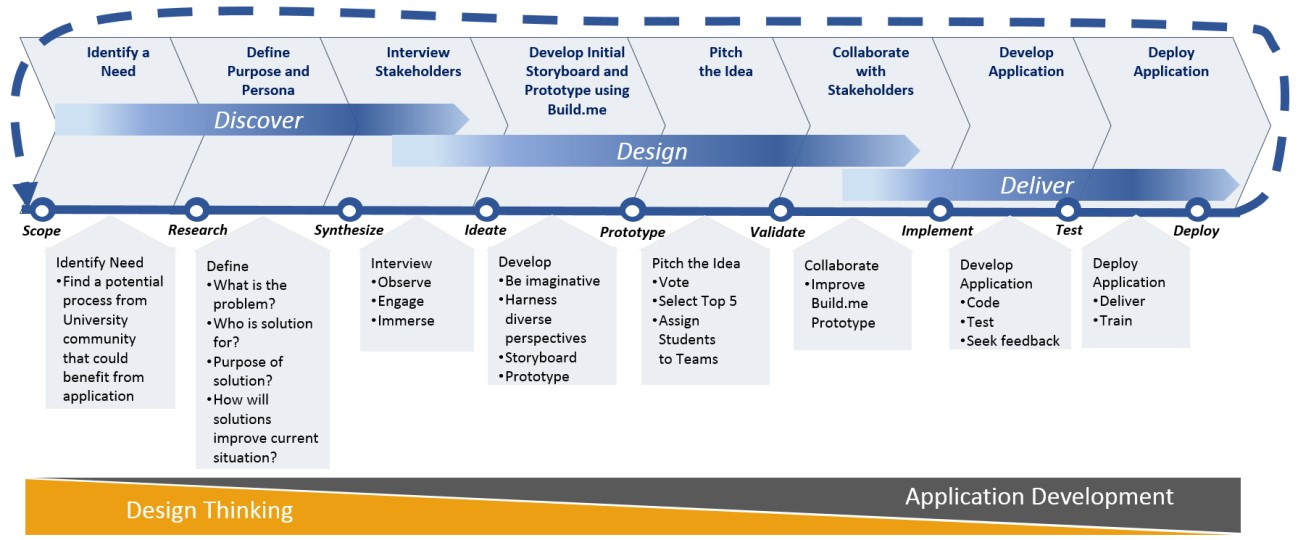 Identify a
Need
Define
Purpose and
Persona
Interview
Stakeholders
Develop Initial
Storyboard and
Prototype using
Build.me
Pitch
the Idea
Collaborate
with
Stakeholders
Develop
Application
Deploy
Application
Discover
Design
Deliver
Scope
Research
Synthesize
Ideate
Prototype
Validate
Implement
Test
Deploy
Identify Need
•Find a potential
process from
University
community
that could
benefit from
application
Define
•What is the
problem?
•Who is solution
for?
•Purpose of
solution?
•How will
solutions
improve current
situation?
Interview
•Observe
•Engage
•Immerse
Develop
•Be imaginative
•Harness
diverse
perspectives
•Storyboard
•Prototype
Pitch the Idea
•Vote
•Select Top 5
•Assign
Students
to Teams
Collaborate
•Improve
Build.me
Prototype
Develop
Application
•Code
•Test
•Seek feedback
Deploy
Application
•Deliver
•Train
Design Thinking
Application Development